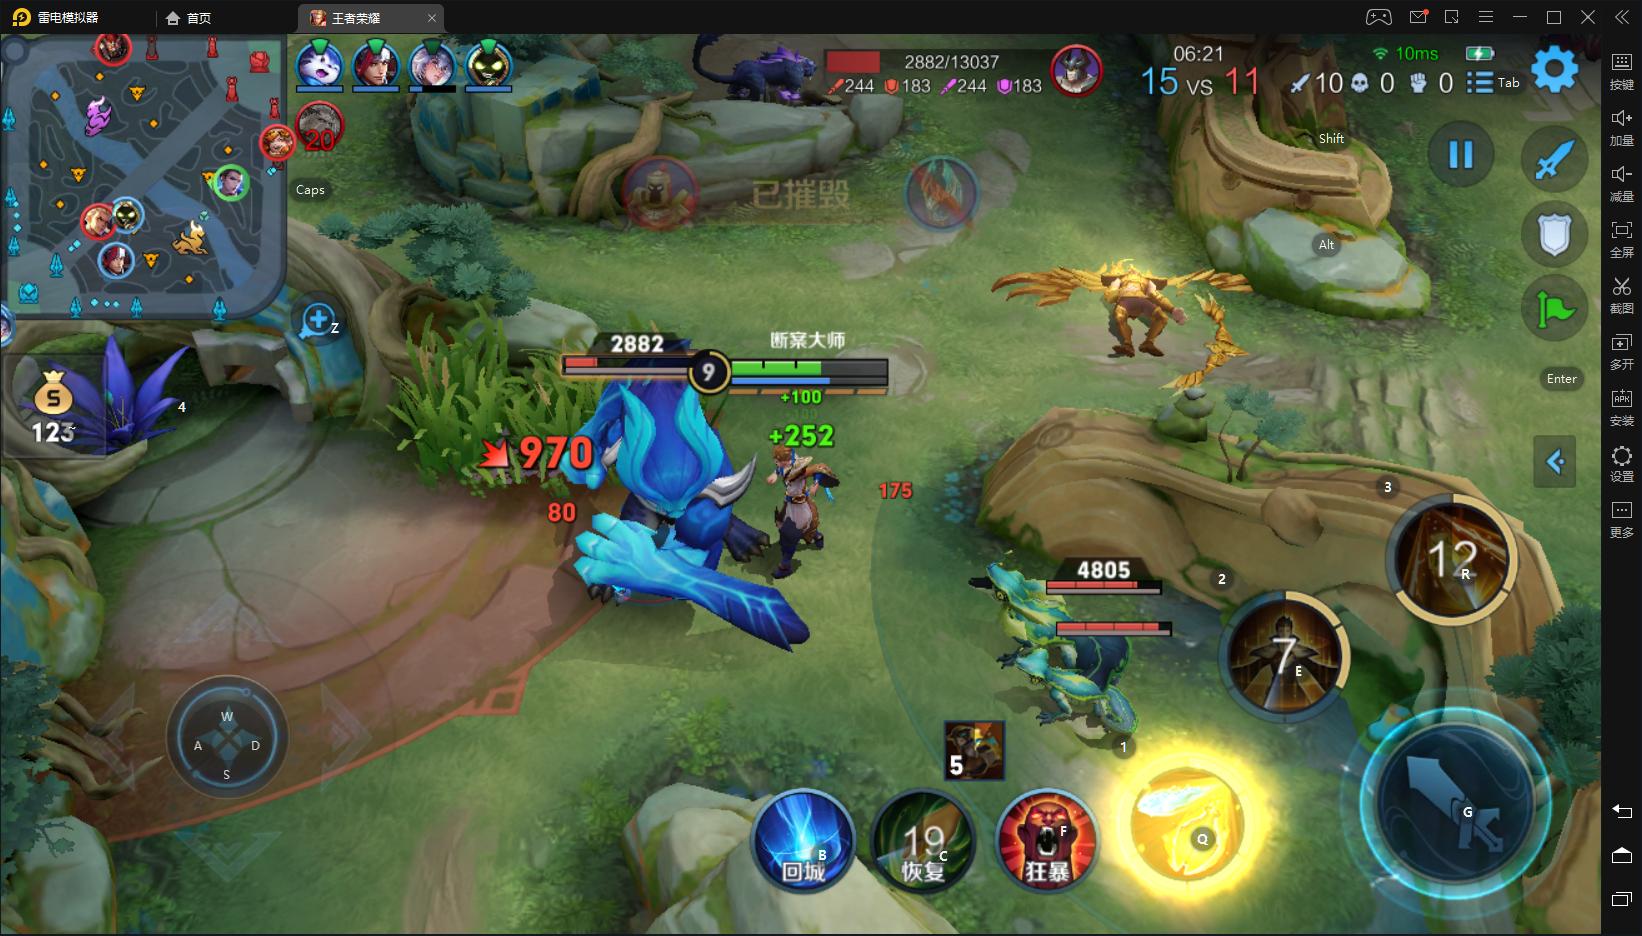 雷电模拟器
首页
王者荣耀
2882/13037
244 183 244 183
06:21
15 VS 11
10ms
10 0 0 Tab
20
Caps
Shift
已摧毁
Alt
Z
Enter
2882
断案大师
9
+100
+252
123
4
970
80
175
3
4805
2
12
R
7
E
W
A
D
S
1
5
B
回城
19
C
恢复
F
狂暴
Q
G
按键
加量
减量
全屏
截图
多开
APK
安装
设置
更多